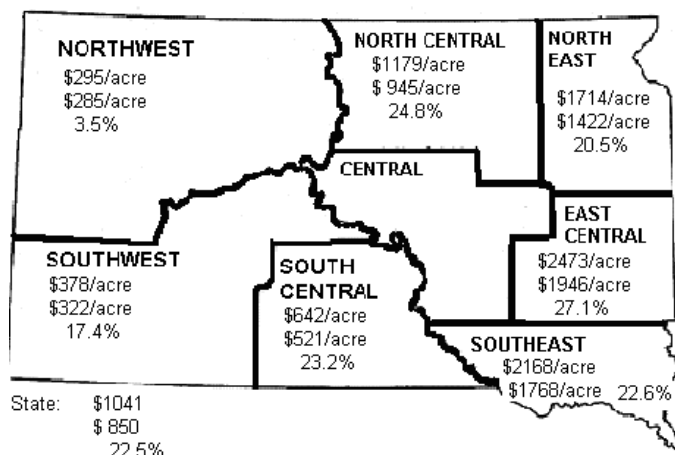 NORTHWEST
$295/acre
$285/acre
3.5%
NORTH CENTRAL
$1179/acre
$ 945/acre
24.8%
NORTH
EAST
$1714/acre
$1422/acre
20.5%
CENTRAL
SOUTHWEST
$378/acre
$322/acre
17.4%
SOUTH
CENTRAL
$642/acre
$521/acre
23.2%
EAST
CENTRAL
$2473/acre
$1946/acre
27.1%
SOUTHEAST
$2168/acre
$1768/acre 22.6%
State: $1041
$ 850
22.5%